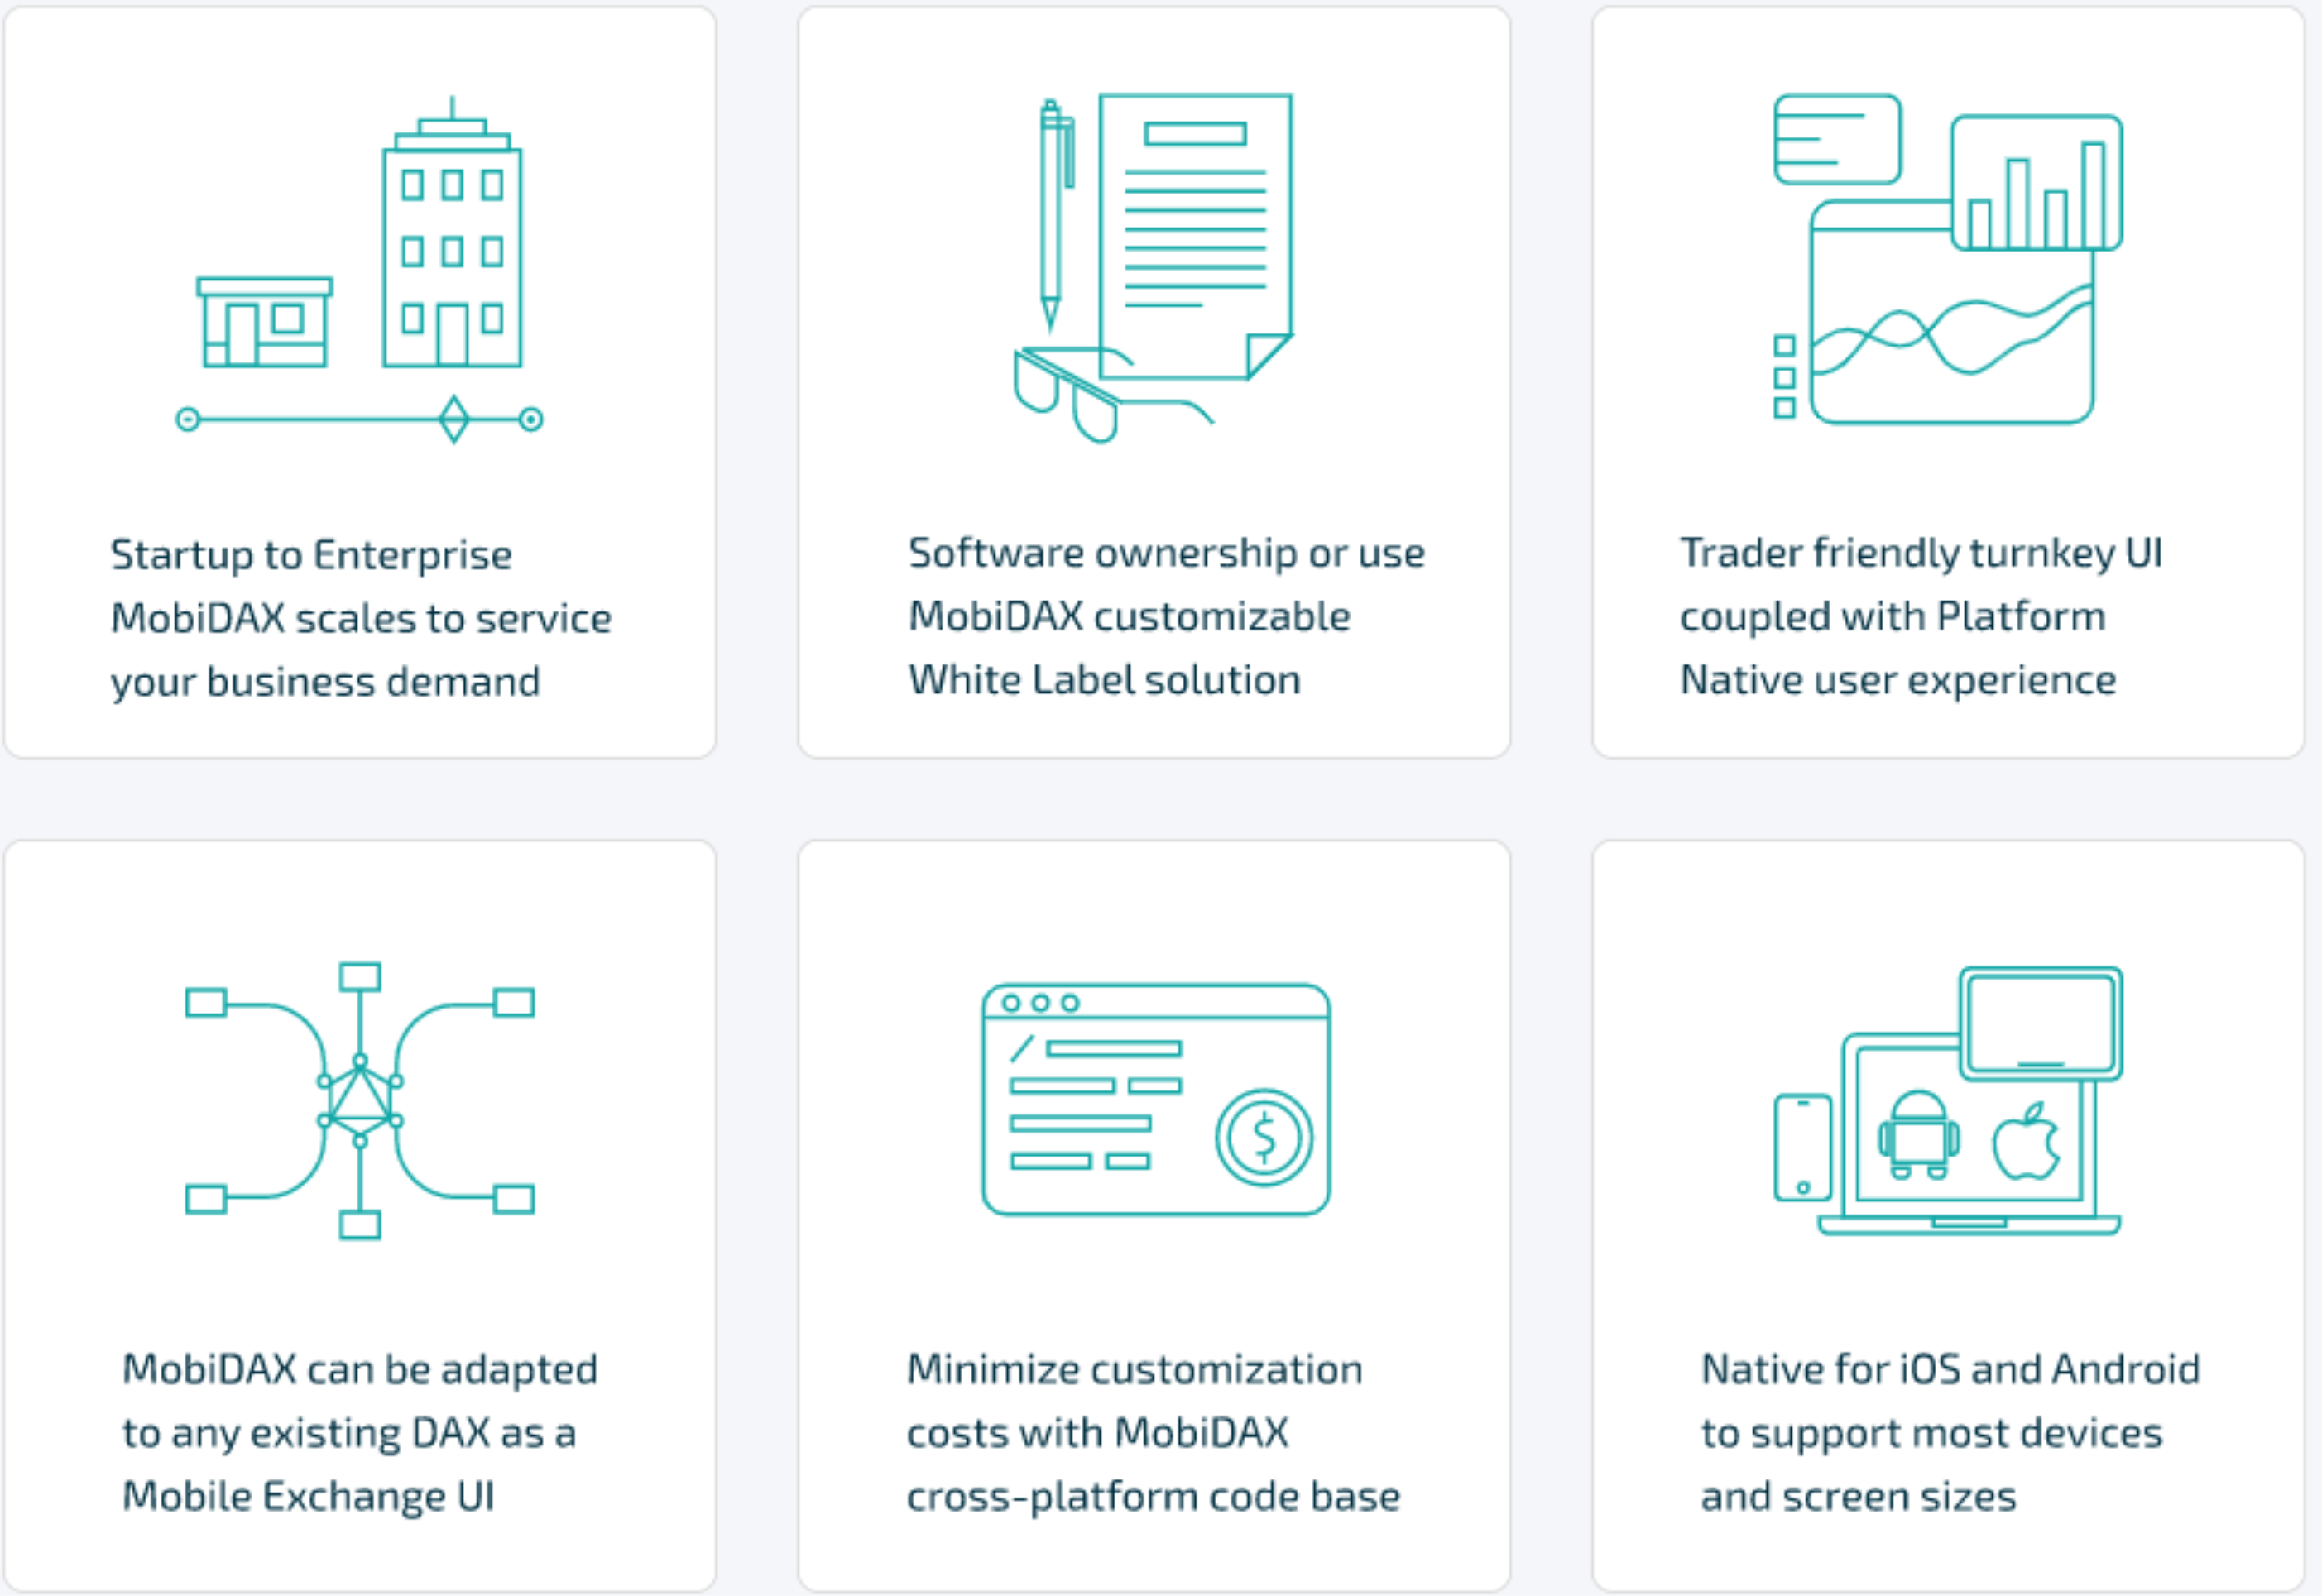 Startup to Enterprise
MobiDAX scales to service
your business demand
Software ownership or use
MobiDAX customizable
White Label solution
Trader friendly turnkey UI
coupled with Platform
Native user experience
MobiDAX can be adapted
to any existing DAX as a
Mobile Exchange UI
Minimize customization
costs with MobiDAX
cross-platform code base
Native for iOS and Android
to support most devices
and screen sizes